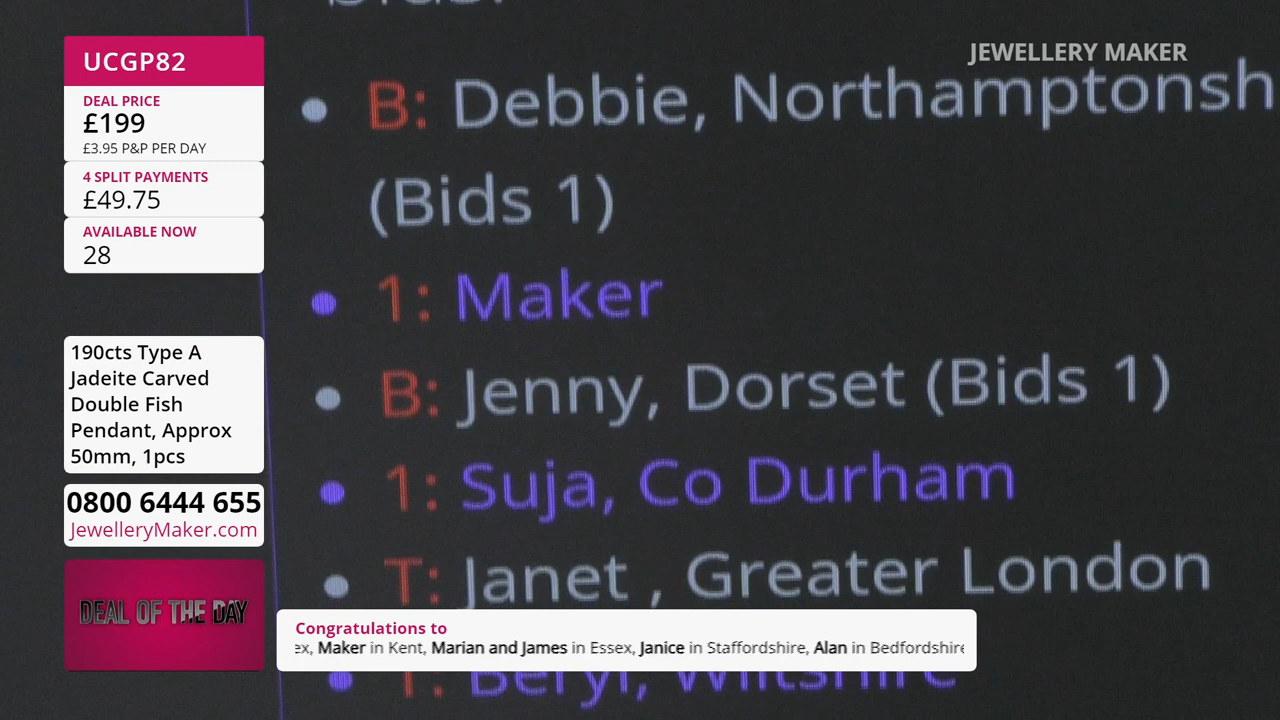 UCGP82
DEAL PRICE
£199
£3.95 P&P PER DAY
4 SPLIT PAYMENTS
£49.75
AVAILABLE NOW
28
190cts Type A
Jadeite Carved
Double Fish
Pendant, Approx
50mm, 1pcs
0800 6444 655
JewelleryMaker.com
DEAL OF THE DAY
JEWELLERY MAKER
B: Debbie, Northamptonsh
(Bids 1)
1: Maker
B: Jenny, Dorset (Bids 1)
1: Suja, Co Durham
T: Janet , Greater London
Beryl, Wiltshire
Congratulations to
ex, Maker in Kent, Marian and James in Essex, Janice in Staffordshire, Alan in Bedfordshire